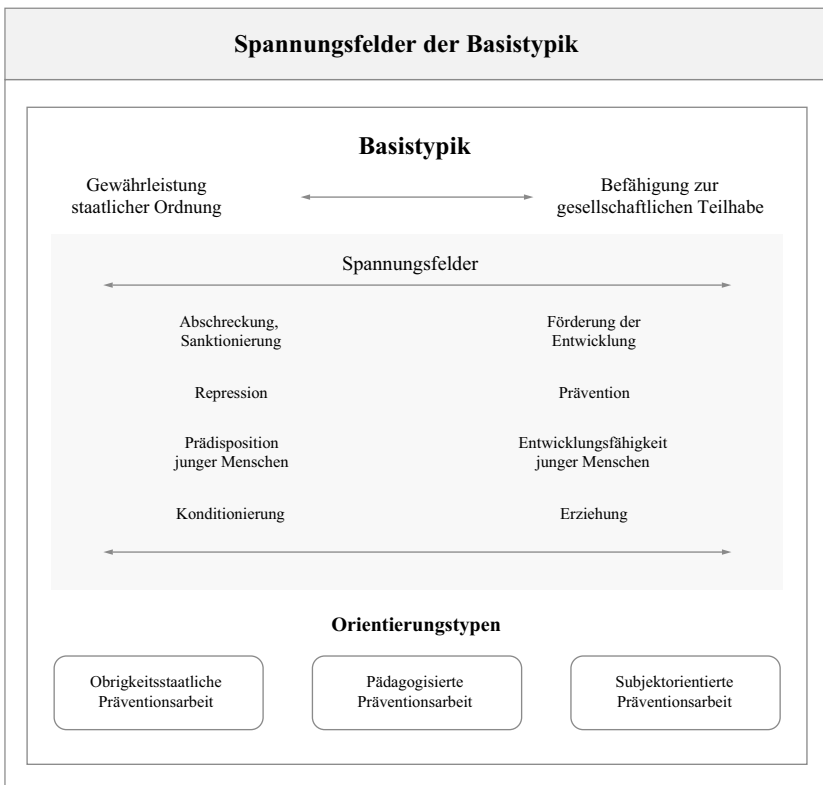 Spannungsfelder der Basistypik
Basistypik
Gewährleistung
staatlicher Ordnung
Befähigung zur
gesellschaftlichen Teilhabe
Spannungsfelder
Abschreckung,
Sanktionierung
Förderung der
Entwicklung
Repression
Prävention
Prädisposition
junger Menschen
Entwicklungsfähigkeit
junger Menschen
Konditionierung
Erziehung
Orientierungstypen
Obrigkeitsstaatliche
Präventionsarbeit
Pädagogisierte
Präventionsarbeit
Subjektorientierte
Präventionsarbeit